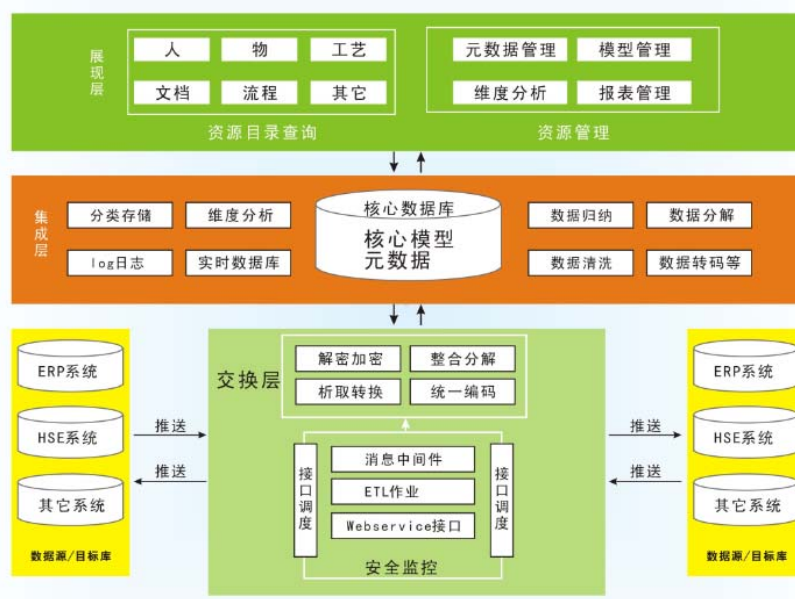 展现层
人 物 工艺
文档 流程 其它
资源目录查询
元数据管理 模型管理
维度分析 报表管理
资源管理
集成层
分类存储 维度分析
log日志 实时数据库
核心数据库
核心模型
元数据
数据归纳 数据分解
数据清洗 数据转码等
ERP系统
HSE系统
其它系统
数据源/目标库
推送
推送
交换层
解密加密 整合分解
析取转换 统一编码
接口调度
消息中间件
ETL作业
Webservice接口
接口调度
安全监控
推送
推送
ERP系统
HSE系统
其它系统
数据源/目标库